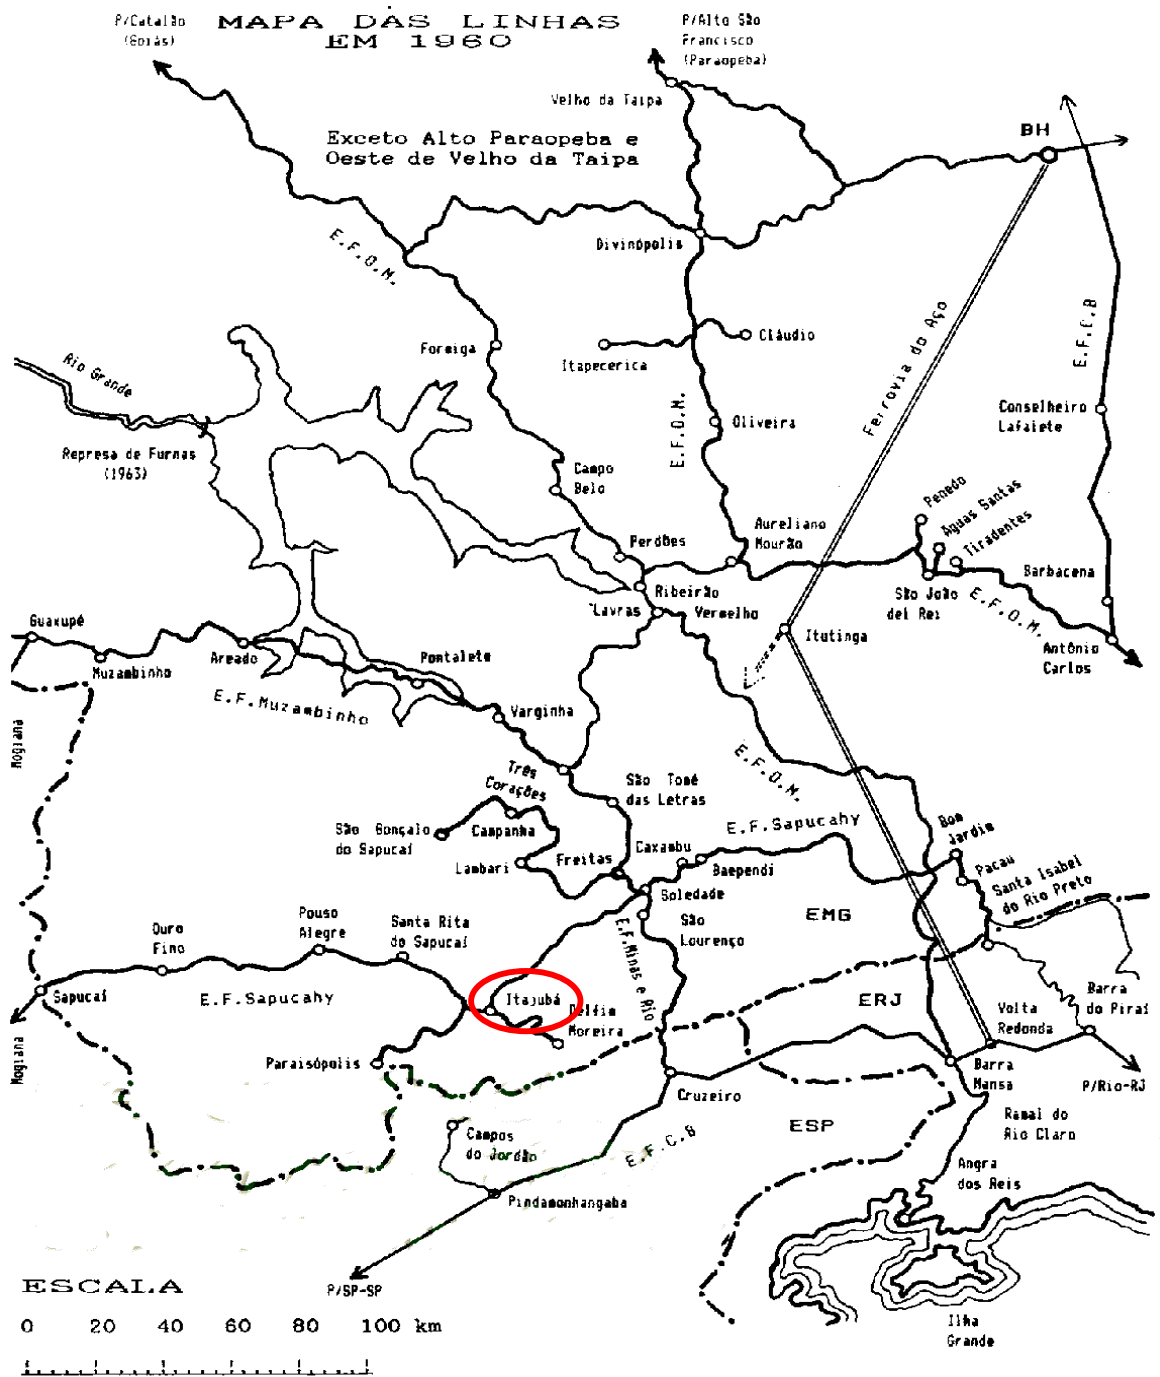 MAPA DAS LINHAS
EM 1960
P/Catalão
(Goiás)
P/Alto São
Francisco
(Paraopeba)
Velho da Taipa
Exceto Alto Paraopeba e
Oeste de Velho da Taipa
BH
Divinópolis
E.F.O.M.
E.F.C.B
Ferrovia do Aço
Formiga
Itapecerica
Cláudio
Rio Grande
Oliveira
E.F.O.M.
Conselheiro
Lafaiete
Represa de Furnas
(1963)
Campo
Belo
Penedo
Aguas Santas
Tiradentes
Aureliano
Mourão
Perdões
Barbacena
Ribeirão
Vermelho
Lavras
São João
del Rei
E.F.O.M.
Guaxupé
Muzambinho
Areado
Pontalete
Itutinga
Antônio
Carlos
E.F.Muzambinho
Varginha
Mogiana
Três
Corações
São Tomé
das Letras
E.F.O.M.
E.F.Sapucahy
São Gonçalo
do Sapucaí
Campanha
Lambari
Freitas
Caxambu
Baependi
Bom
Jardim
Pacau
Santa Isabel
do Rio Preto
Soledade
São
Lourenço
EMG
Ouro
Fino
Pouso
Alegre
Santa Rita
do Sapucaí
E.F.Minas e Rio
Sapucaí
E.F.Sapucahy
Itajubá
Delfim
Moreira
ERJ
Volta
Redonda
Barra
do Piraí
Mogiana
Paraisópolis
Cruzeiro
Barra
Mansa
P/Rio-RJ
Campos
do Jordão
E.F.C.B
ESP
Ramal do
Rio Claro
Angra
dos Reis
Pindamonhangaba
P/SP-SP
Ilha
Grande
ESCALA
0 20 40 60 80 100 km